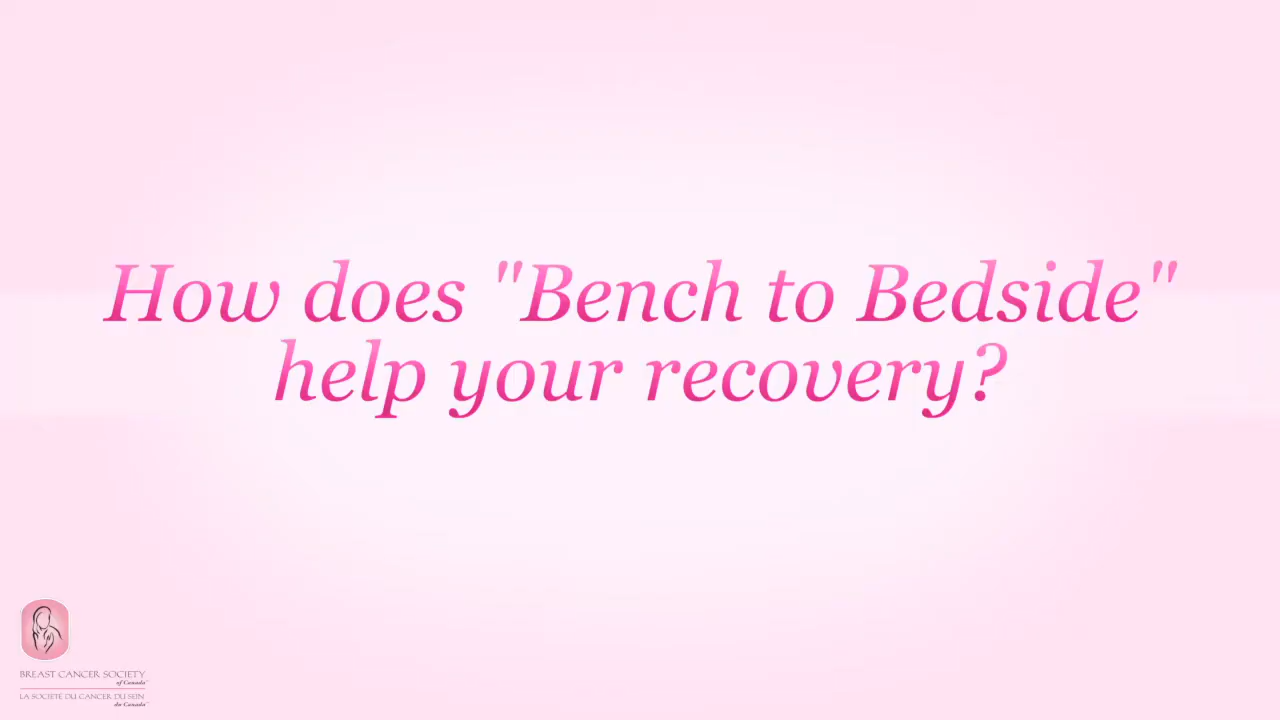 How does "Bench to Bedside"
help your recovery?
BREAST CANCER SOCIETY
of Canada
LA SOCIÉTÉ DU CANCER DU SEIN
du Canada